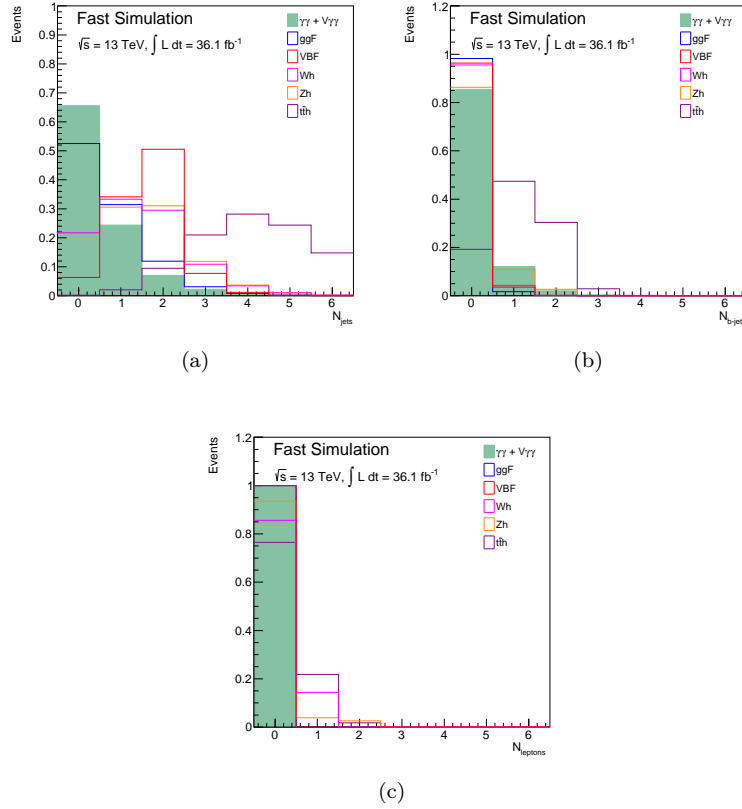 Events
1
0.9
0.8
0.7
0.6
0.5
0.4
0.3
0.2
0.1
0
Fast Simulation
√s = 13 TeV, ∫ L dt = 36.1 fb⁻¹
γγ + Vγγ
ggF
VBF
Wh
Zh
tt̄h
0 1 2 3 4 5 6
N_jets
(a)
Events
1.2
1
0.8
0.6
0.4
0.2
0
Fast Simulation
√s = 13 TeV, ∫ L dt = 36.1 fb⁻¹
γγ + Vγγ
ggF
VBF
Wh
Zh
tt̄h
0 1 2 3 4 5 6
N_b-jet
(b)
Events
1.2
1
0.8
0.6
0.4
0.2
0
Fast Simulation
√s = 13 TeV, ∫ L dt = 36.1 fb⁻¹
γγ + Vγγ
ggF
VBF
Wh
Zh
tt̄h
0 1 2 3 4 5 6
N_leptons
(c)